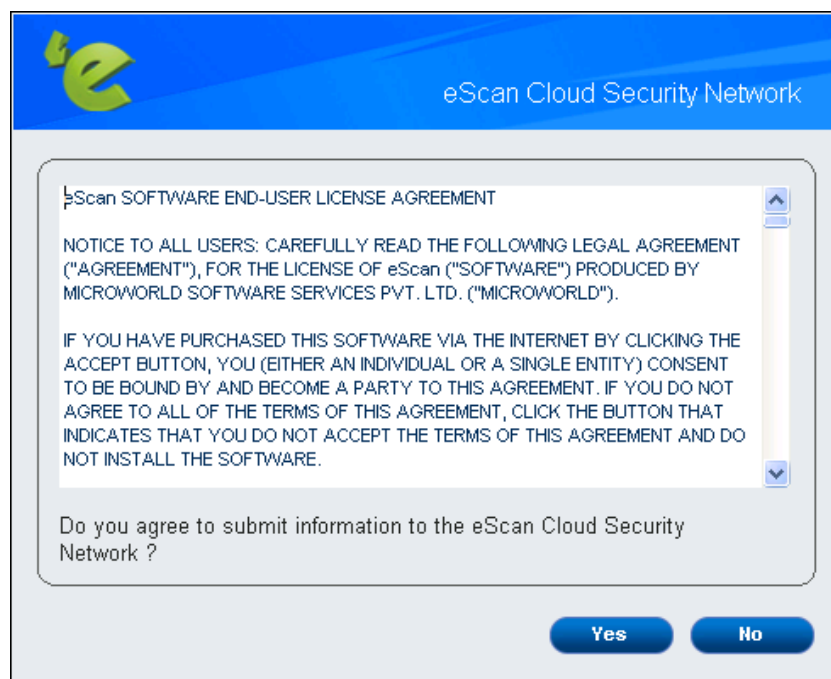 eScan Cloud Security Network
eScan SOFTWARE END-USER LICENSE AGREEMENT
NOTICE TO ALL USERS: CAREFULLY READ THE FOLLOWING LEGAL AGREEMENT
("AGREEMENT"), FOR THE LICENSE OF eScan ("SOFTWARE") PRODUCED BY
MICROWORLD SOFTWARE SERVICES PVT. LTD. ("MICROWORLD").
IF YOU HAVE PURCHASED THIS SOFTWARE VIA THE INTERNET BY CLICKING THE
ACCEPT BUTTON, YOU (EITHER AN INDIVIDUAL OR A SINGLE ENTITY) CONSENT
TO BE BOUND BY AND BECOME A PARTY TO THIS AGREEMENT. IF YOU DO NOT
AGREE TO ALL OF THE TERMS OF THIS AGREEMENT, CLICK THE BUTTON THAT
INDICATES THAT YOU DO NOT ACCEPT THE TERMS OF THIS AGREEMENT AND DO
NOT INSTALL THE SOFTWARE.
Do you agree to submit information to the eScan Cloud Security
Network ?
Yes No